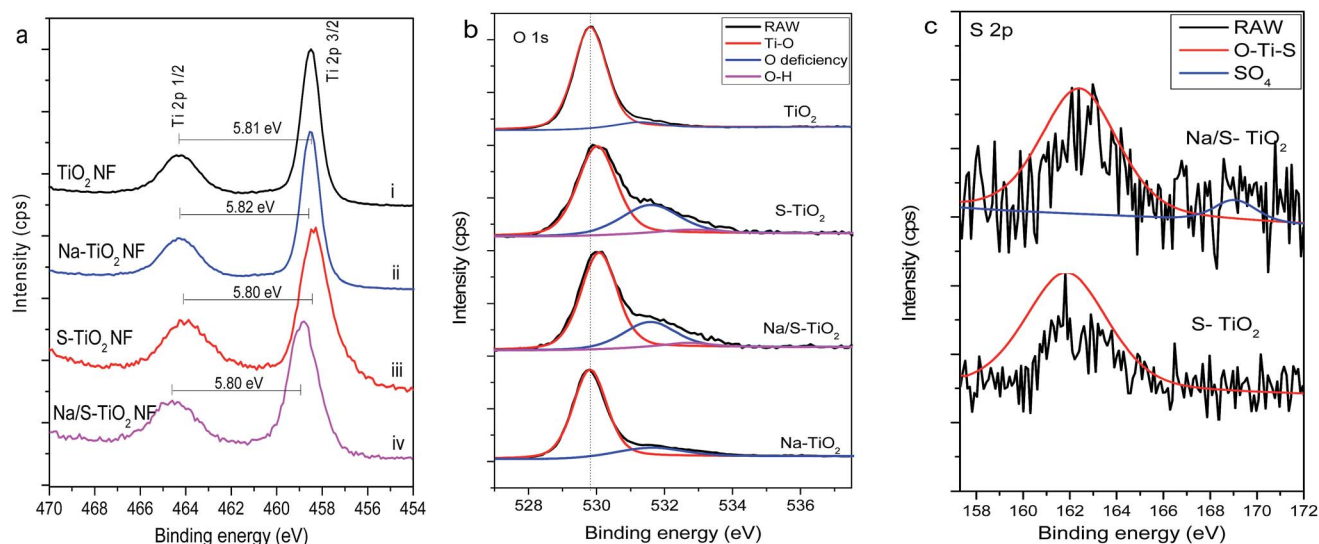 a
Ti 2p 1/2
Ti 2p 3/2
5.81 eV
TiO2 NF
i
5.82 eV
Na-TiO2 NF
ii
5.80 eV
S-TiO2 NF
iii
5.80 eV
Na/S-TiO2 NF
iv
Intensity (cps)
470 468 466 464 462 460 458 456 454
Binding energy (eV)
b
O 1s
RAW
Ti-O
O deficiency
O-H
TiO2
S-TiO2
Na/S-TiO2
Na-TiO2
Intensity (cps)
528 530 532 534 536
Binding energy (eV)
c
S 2p
RAW
O-Ti-S
SO4
Na/S- TiO2
S- TiO2
Intensity (cps)
158 160 162 164 166 168 170 172
Binding energy (eV)